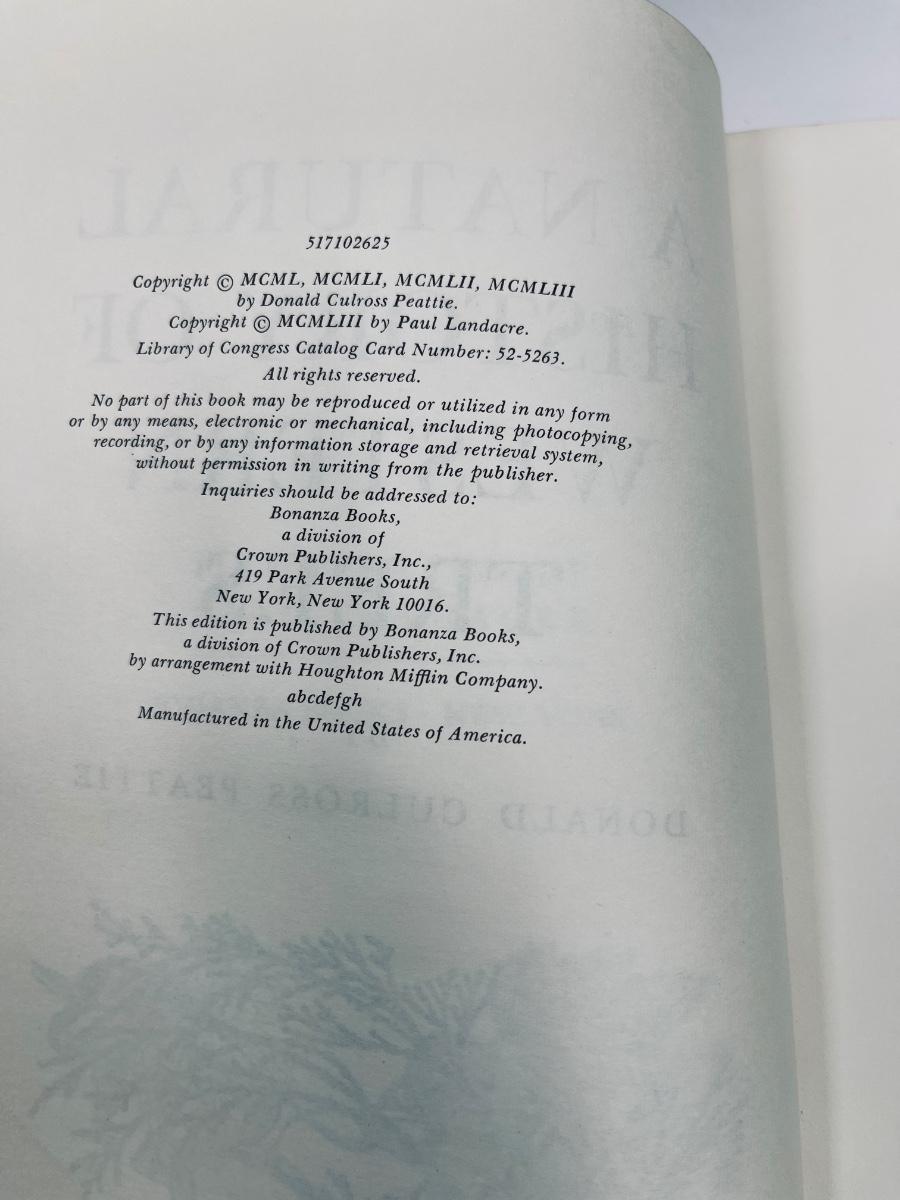 517102625
Copyright © MCML, MCMLI, MCMLII, MCMLIII
by Donald Culross Peattie.
Copyright © MCMLIII by Paul Landacre.
Library of Congress Catalog Card Number: 52-5263.
All rights reserved.
No part of this book may be reproduced or utilized in any form
or by any means, electronic or mechanical, including photocopying,
recording, or by any information storage and retrieval system,
without permission in writing from the publisher.
Inquiries should be addressed to:
Bonanza Books,
a division of
Crown Publishers, Inc.,
419 Park Avenue South
New York, New York 10016.
This edition is published by Bonanza Books,
a division of Crown Publishers, Inc.
by arrangement with Houghton Mifflin Company.
abcdefgh
Manufactured in the United States of America.
A NATURAL
DONALD CULROSS PEATTIE